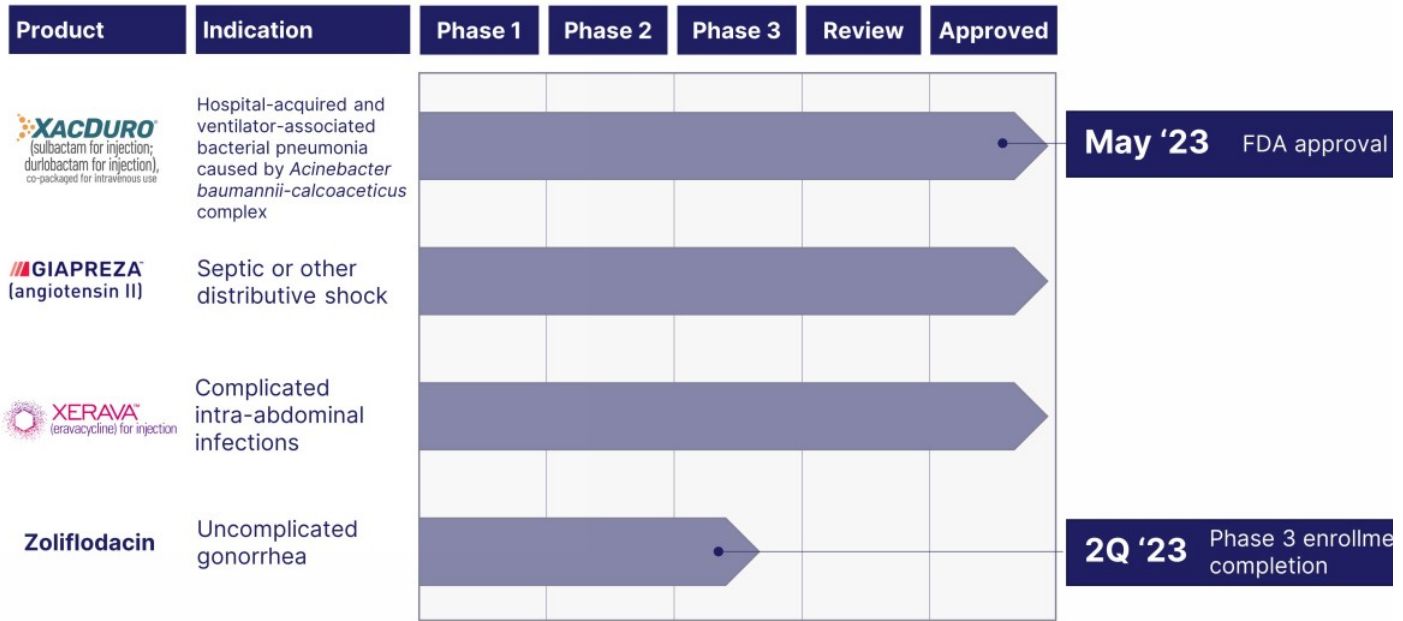 Product Indication Phase 1 Phase 2 Phase 3 Review Approved
XACDURO®
(sulbactam for injection;
durlobactam for injection),
co-packaged for intravenous use
Hospital-acquired and
ventilator-associated
bacterial pneumonia
caused by Acinebacter
baumannii-calcoaceticus
complex
May ‘23 FDA approval
GIAPREZA™
(angiotensin II)
Septic or other
distributive shock
XERAVA™
(eravacycline) for injection
Complicated
intra-abdominal
infections
Zoliflodacin
Uncomplicated
gonorrhea
2Q ‘23 Phase 3 enrollme
completion